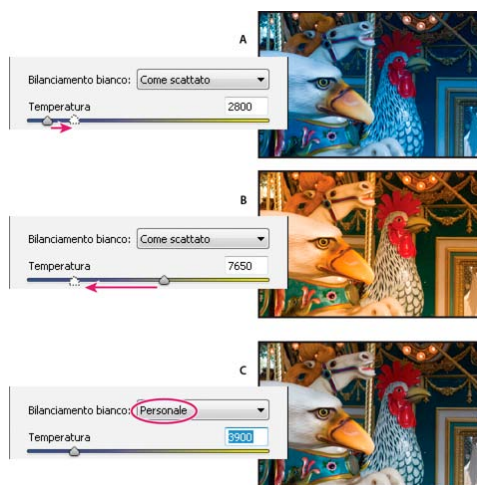 A
Bilanciamento bianco: Come scattato
Temperatura 2800
B
Bilanciamento bianco: Come scattato
Temperatura 7650
C
Bilanciamento bianco: Personale
Temperatura 3900